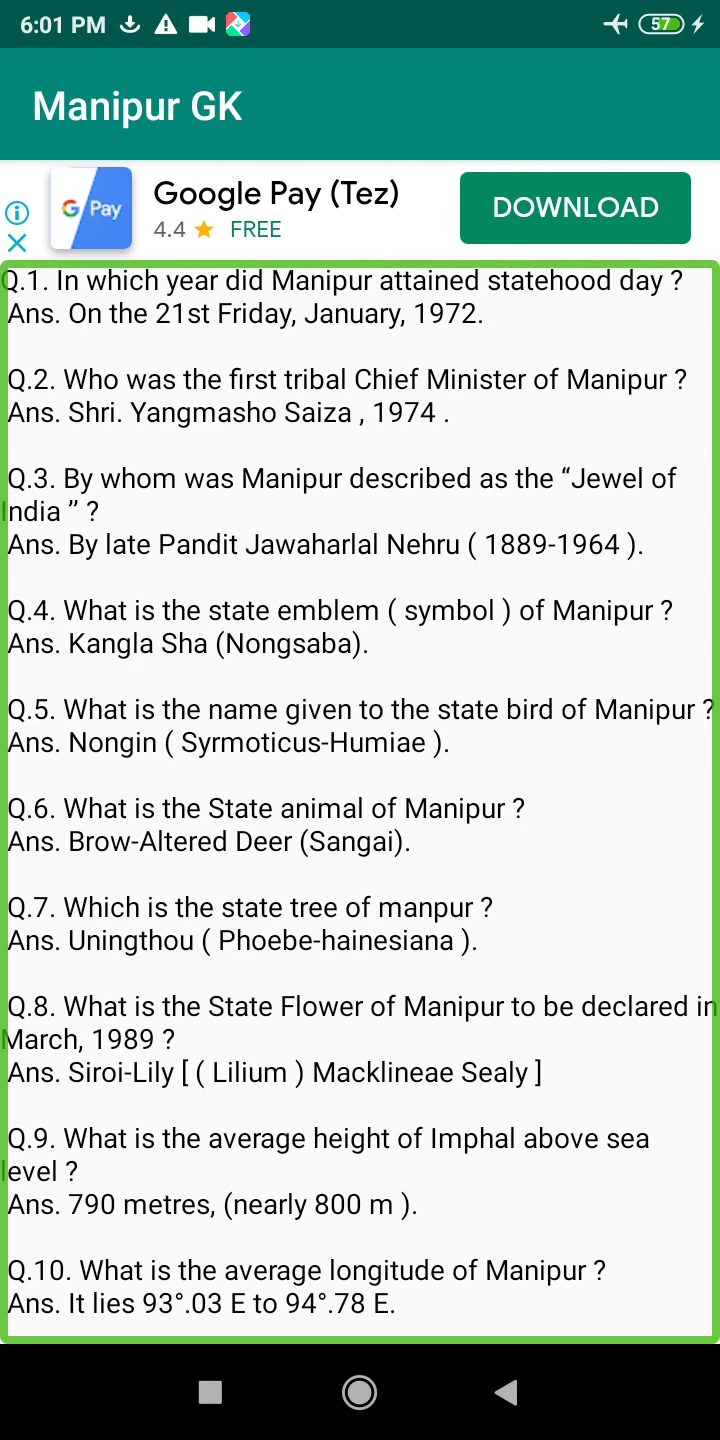 6:01 PM 57
Manipur GK
G Pay
Google Pay (Tez)
4.4 ★ FREE
DOWNLOAD
Q.1. In which year did Manipur attained statehood day ?
Ans. On the 21st Friday, January, 1972.
Q.2. Who was the first tribal Chief Minister of Manipur ?
Ans. Shri. Yangmasho Saiza , 1974 .
Q.3. By whom was Manipur described as the “Jewel of
India ” ?
Ans. By late Pandit Jawaharlal Nehru ( 1889-1964 ).
Q.4. What is the state emblem ( symbol ) of Manipur ?
Ans. Kangla Sha (Nongsaba).
Q.5. What is the name given to the state bird of Manipur ?
Ans. Nongin ( Syrmoticus-Humiae ).
Q.6. What is the State animal of Manipur ?
Ans. Brow-Altered Deer (Sangai).
Q.7. Which is the state tree of manpur ?
Ans. Uningthou ( Phoebe-hainesiana ).
Q.8. What is the State Flower of Manipur to be declared in
March, 1989 ?
Ans. Siroi-Lily [ ( Lilium ) Macklineae Sealy ]
Q.9. What is the average height of Imphal above sea
level ?
Ans. 790 metres, (nearly 800 m ).
Q.10. What is the average longitude of Manipur ?
Ans. It lies 93°.03 E to 94°.78 E.